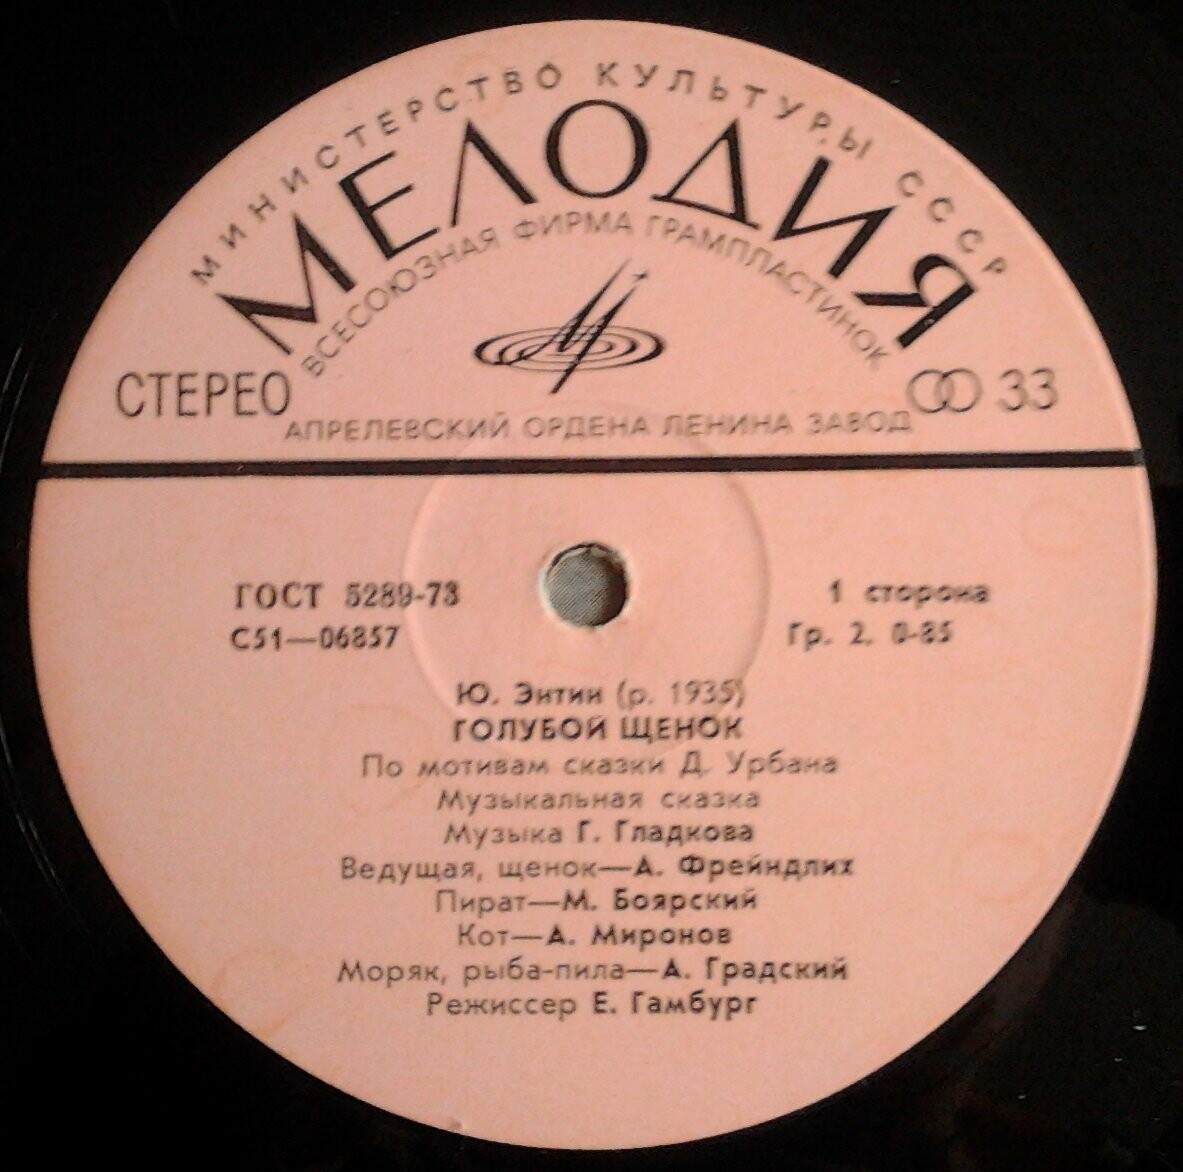 МИНИСТЕРСТВО КУЛЬТУРЫ СССР
МЕЛОДИЯ
ВСЕСОЮЗНАЯ ФИРМА ГРАМПЛАСТИНОК
СТЕРЕО
33
АПРЕЛЕВСКИЙ ОРДЕНА ЛЕНИНА ЗАВОД
ГОСТ 5289-73
1 сторона
С51—06857
Гр. 2. 0-85
Ю. Энтин (р. 1935)
ГОЛУБОЙ ЩЕНОК
По мотивам сказки Д. Урбана
Музыкальная сказка
Музыка Г. Гладкова
Ведущая, щенок—А. Фрейндлих
Пират—М. Боярский
Кот—А. Миронов
Моряк, рыба-пила—А. Градский
Режиссер Е. Гамбург